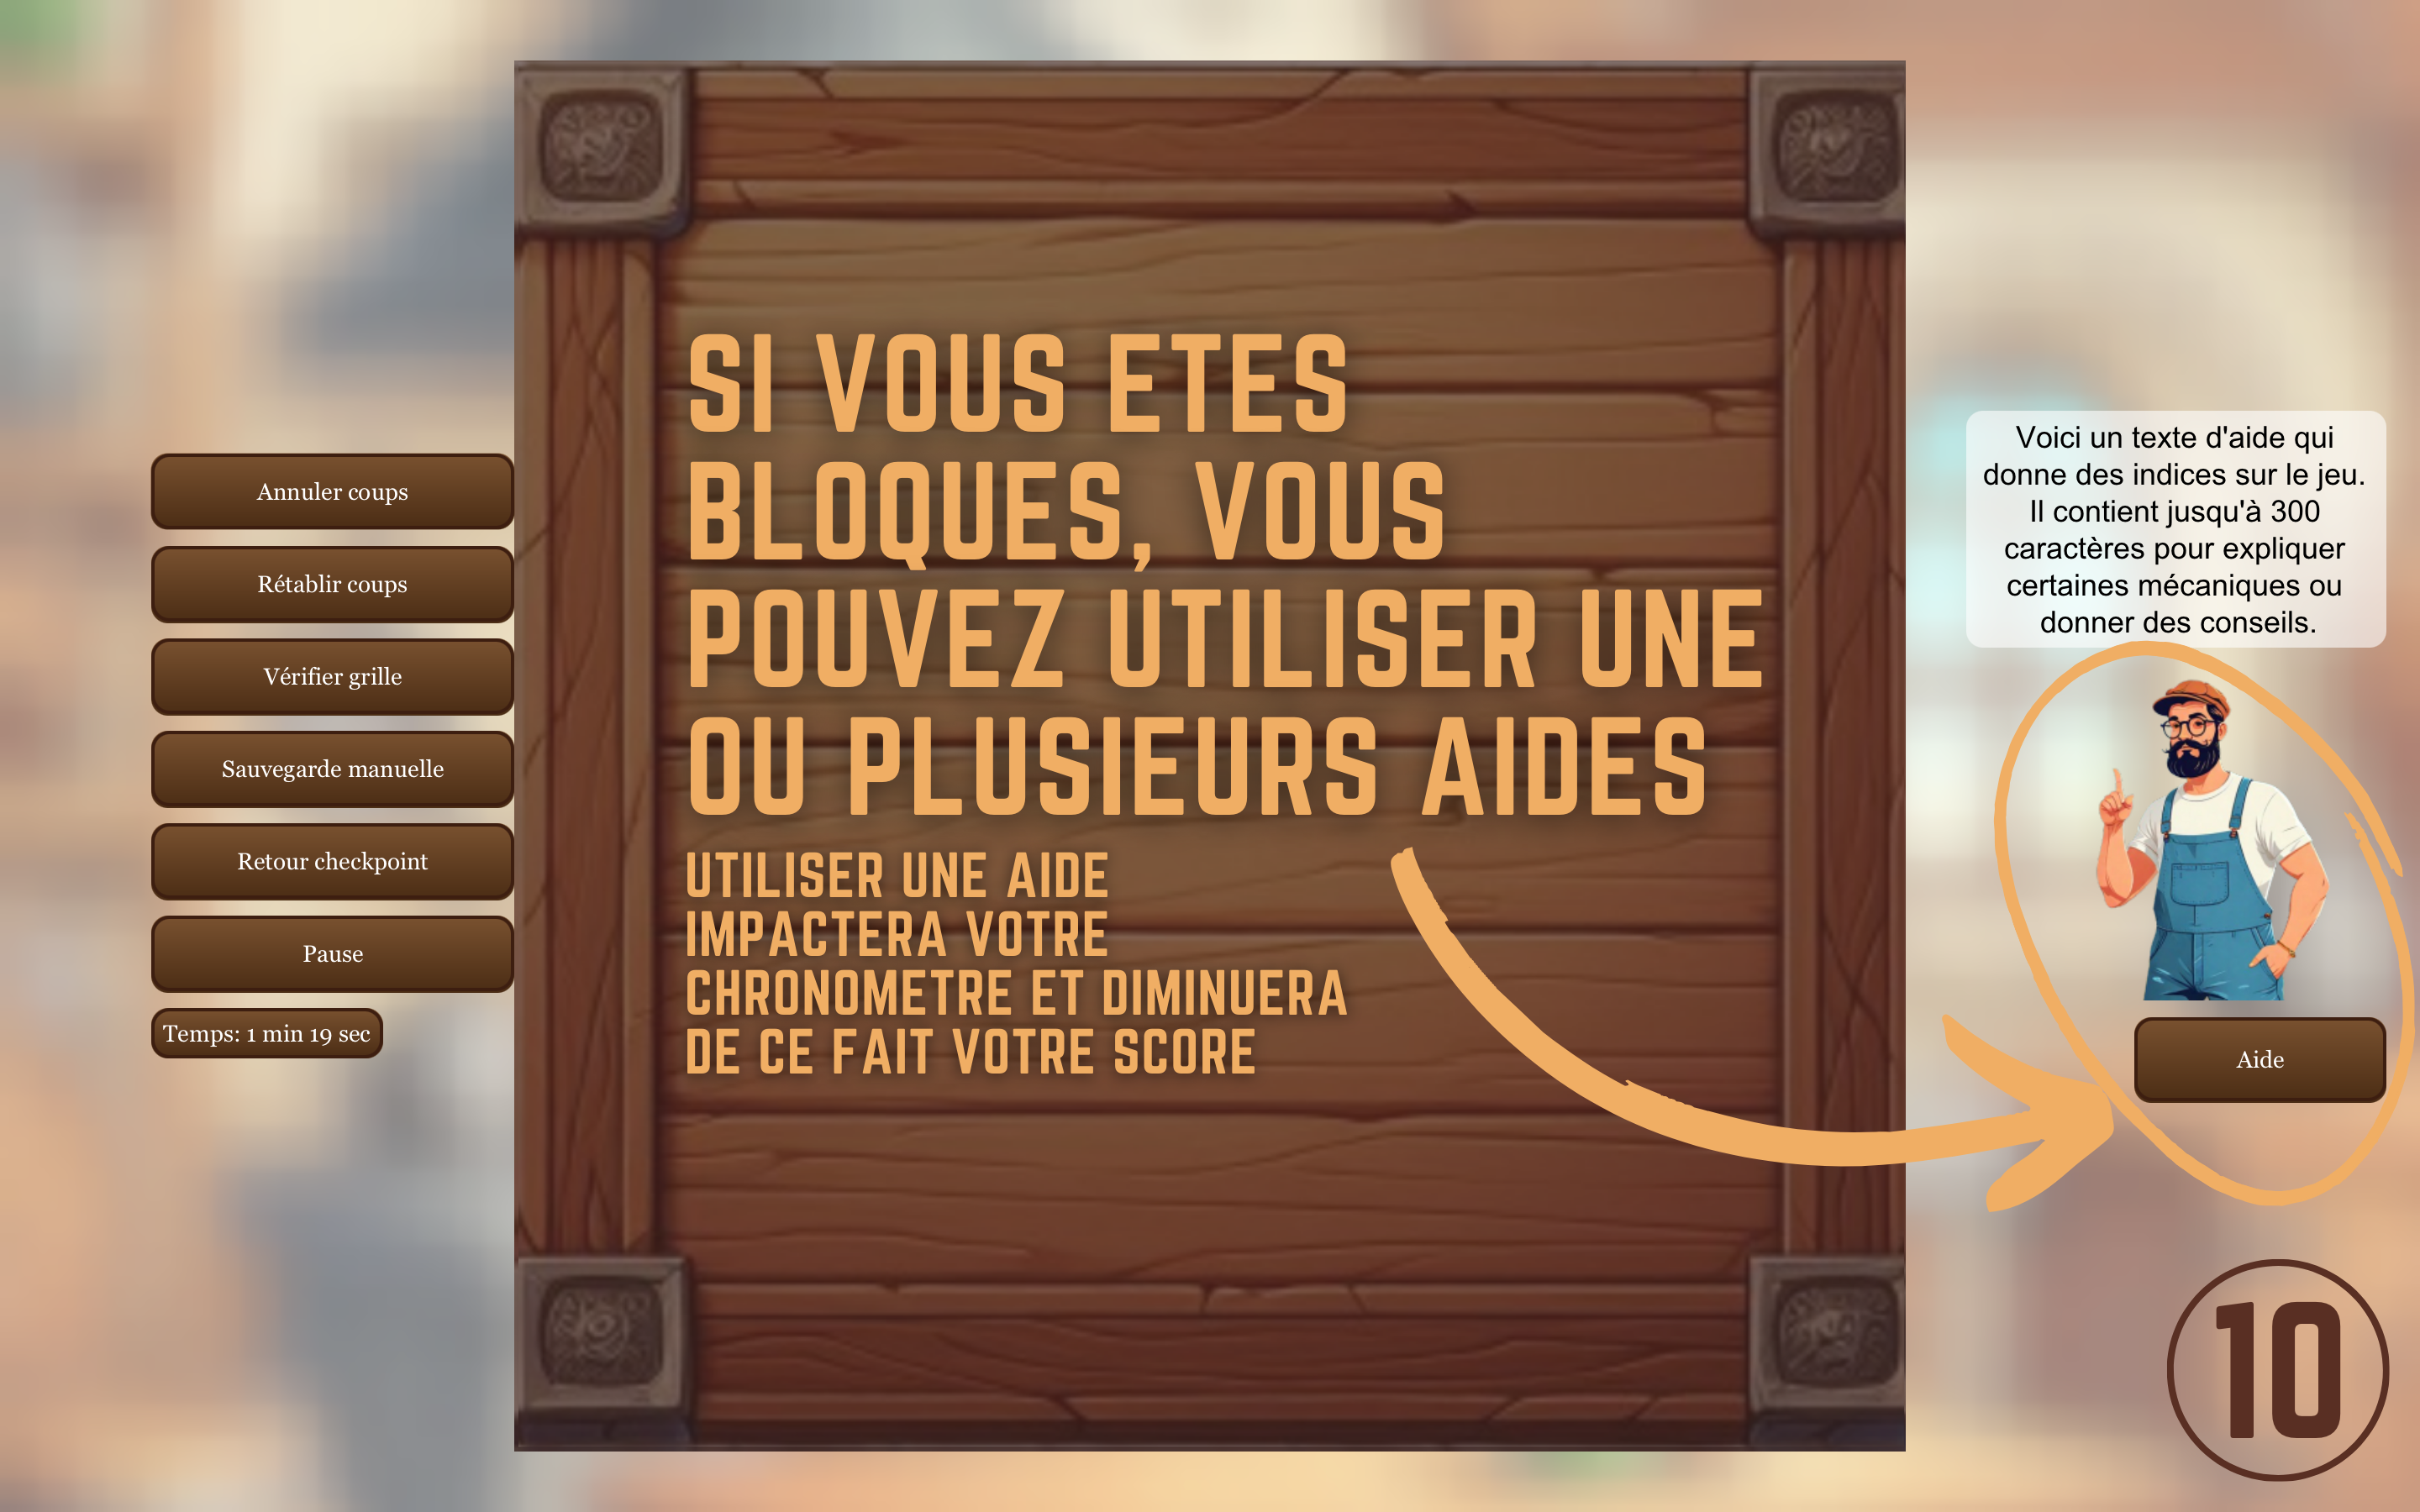 Annuler coups
Rétablir coups
Vérifier grille
Sauvegarde manuelle
Retour checkpoint
Pause
Temps: 1 min 19 sec
SI VOUS ETES
BLOQUES, VOUS
POUVEZ UTILISER UNE
OU PLUSIEURS AIDES
UTILISER UNE AIDE
IMPACTERA VOTRE
CHRONOMETRE ET DIMINUERA
DE CE FAIT VOTRE SCORE
Voici un texte d'aide qui
donne des indices sur le jeu.
Il contient jusqu'à 300
caractères pour expliquer
certaines mécaniques ou
donner des conseils.
Aide
10